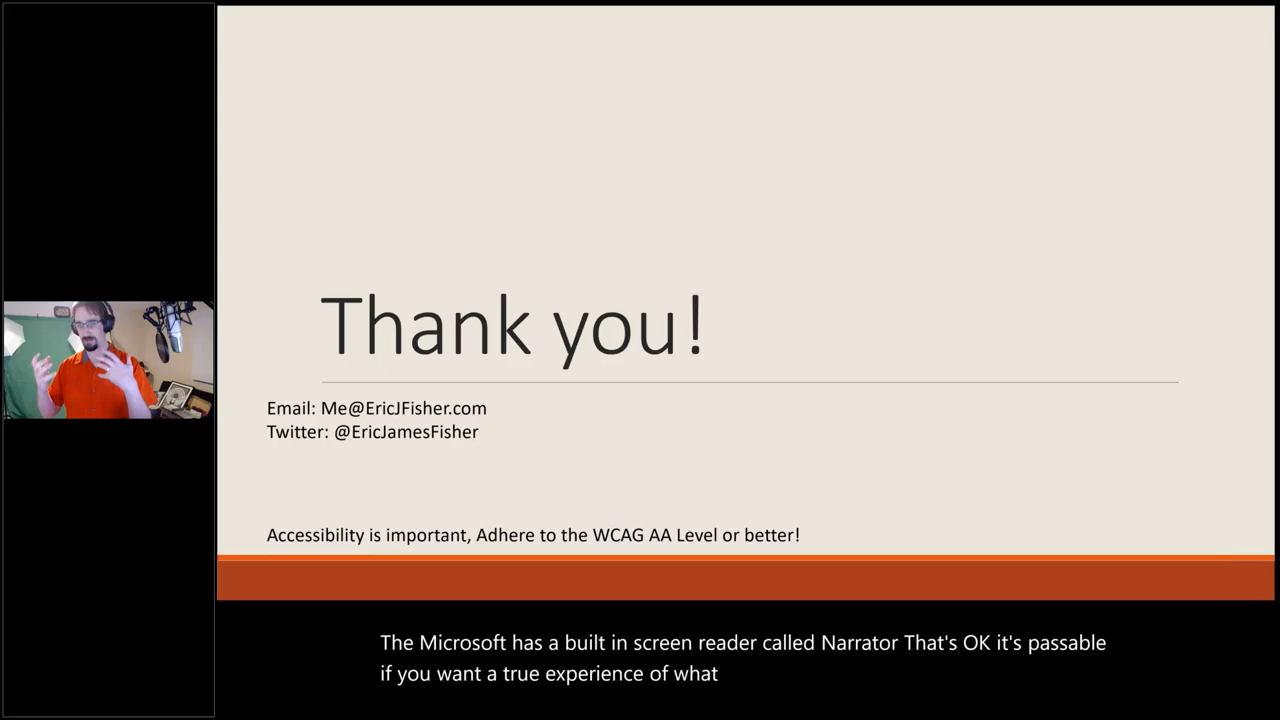 Thank you!
Email: Me@EricJFisher.com
Twitter: @EricJamesFisher
Accessibility is important, Adhere to the WCAG AA Level or better!
The Microsoft has a built in screen reader called Narrator That's OK it's passable
if you want a true experience of what